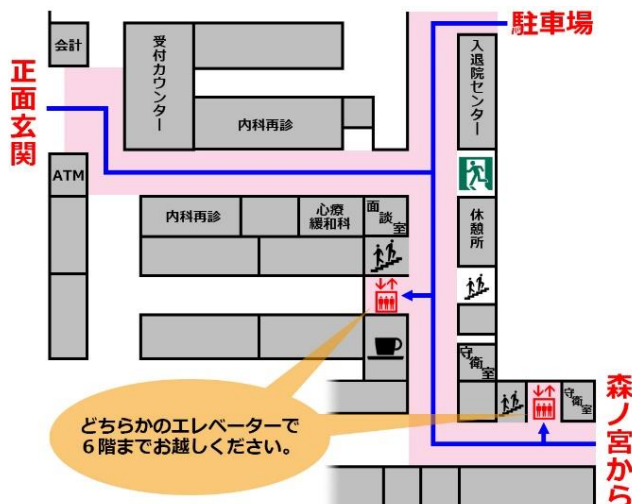 会計
受付カウンター
駐車場
入退院センター
正面玄関
内科再診
ATM
内科再診
心療
緩和科
面談室
休憩所
守衛室
どちらかのエレベーターで
6階までお越しください。
守衛室
森ノ宮から